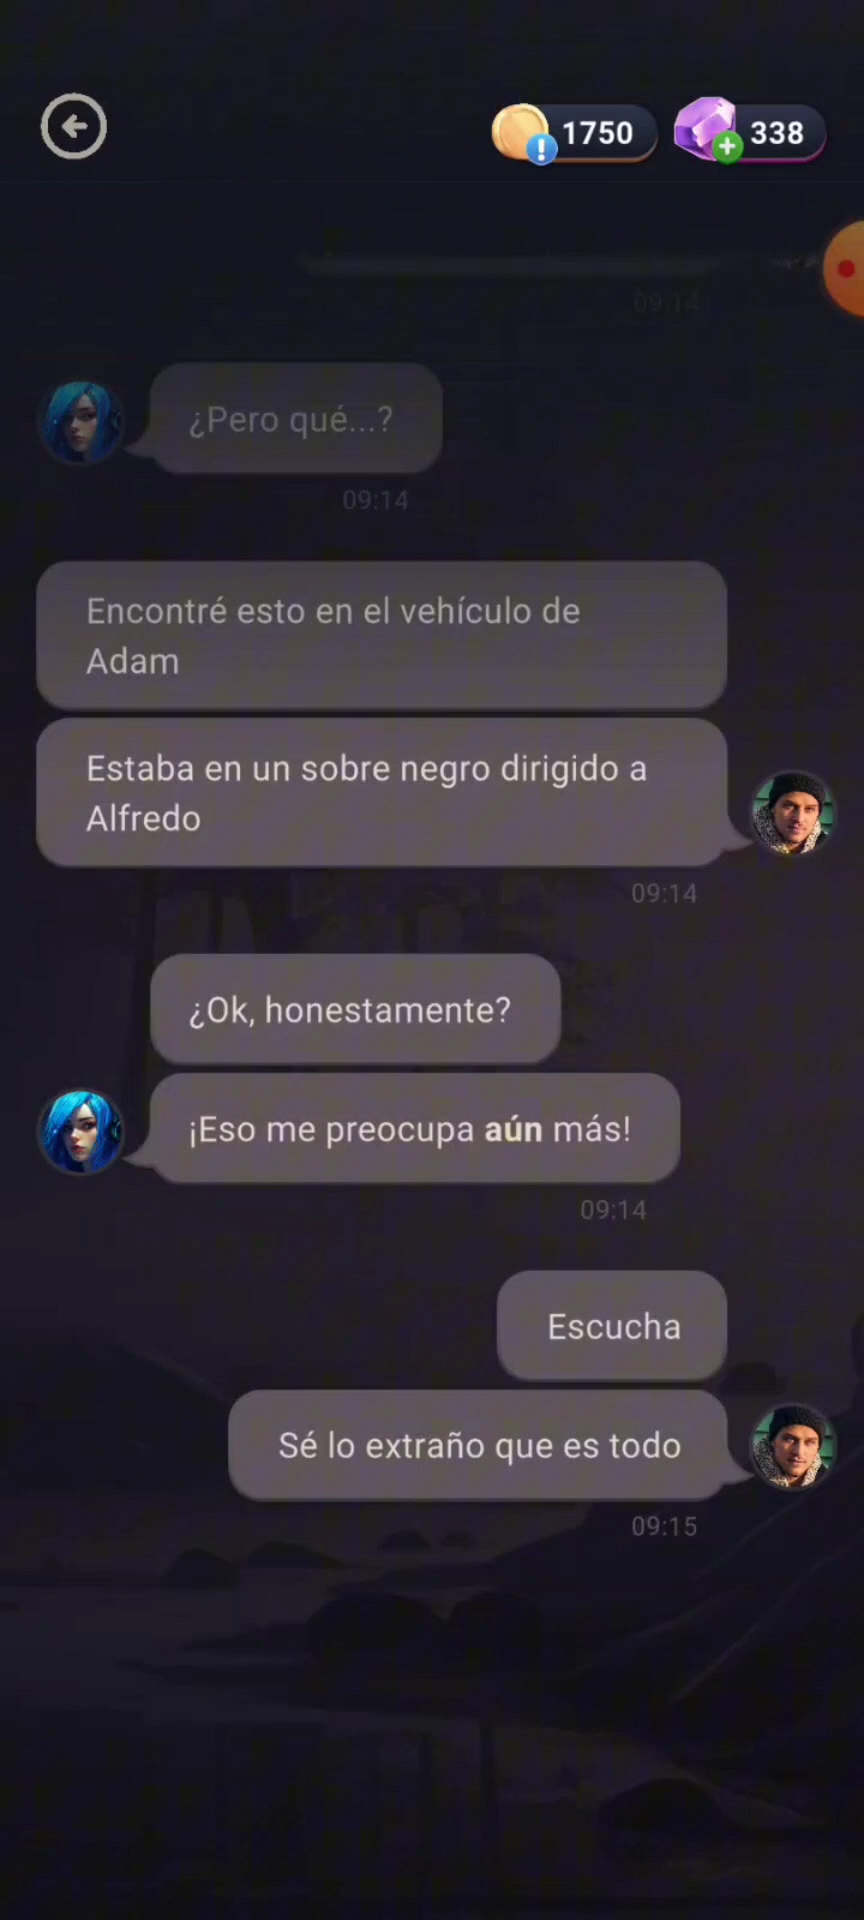 1750
338
09:14
¿Pero qué...?
09:14
Encontré esto en el vehículo de
Adam
Estaba en un sobre negro dirigido a
Alfredo
09:14
¿Ok, honestamente?
¡Eso me preocupa aún más!
09:14
Escucha
Sé lo extraño que es todo
09:15